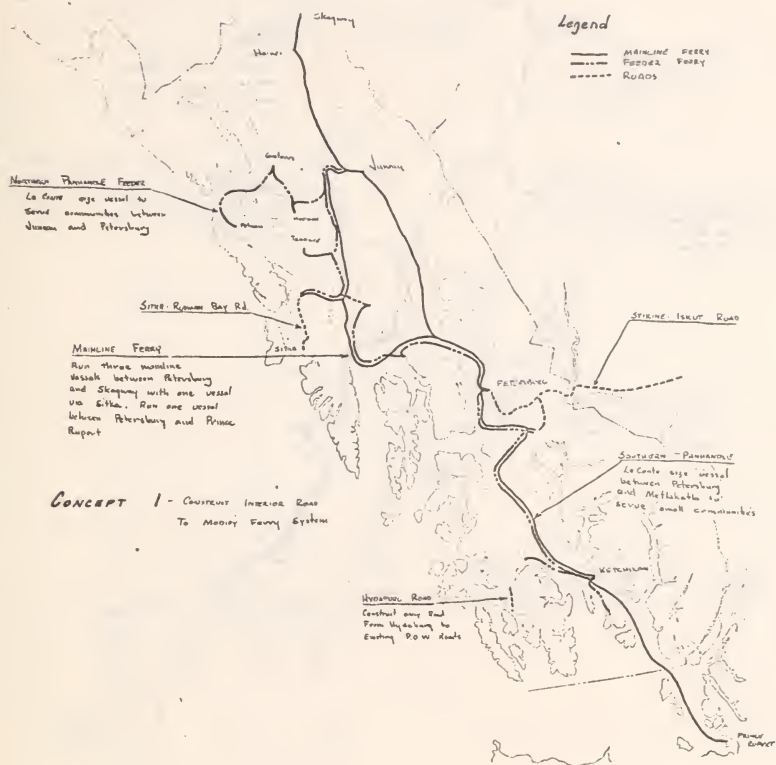 Skagway
Haines
Legend
MAINLINE FERRY
FEEDER FERRY
ROADS
Juneau
NORTHERN PANHANDLE FEEDER
Le Conte size vessel to
Serve communities between
Juneau and Petersburg
Hoonah
Tenakee
SITKA-RODMAN BAY RD.
SITKA
STIKINE-ISKUT ROAD
MAINLINE FERRY
Run three mainline
Vessels between Petersburg
and Skagway with one vessel
via Sitka. Run one vessel
between Petersburg and Prince
Rupert
PETERSBURG
SOUTHERN-PANHANDLE
Le Conte size vessel
between Petersburg
and Metlakatla to
serve small communities
CONCEPT 1 - CONSTRUCT INTERIOR ROAD
TO MODIFY FERRY SYSTEM
KETCHIKAN
ROAD
Construct
From Hydaburg to
Existing P.O.W Roads
PRINCE
RUPERT